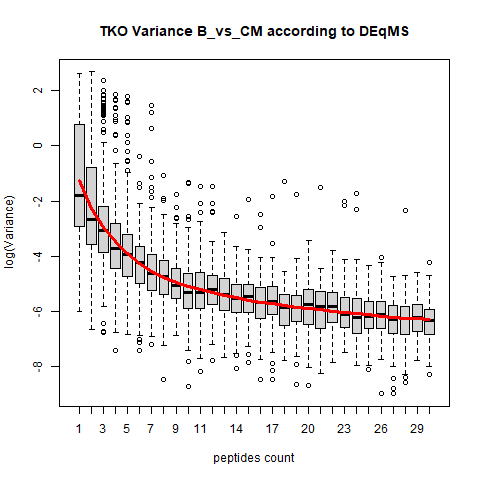 TKO Variance B_vs_CM according to DEqMS
log(Variance)
2
0
-2
-4
-6
-8
1 3 5 7 9 11 14 17 20 23 26 29
peptides count